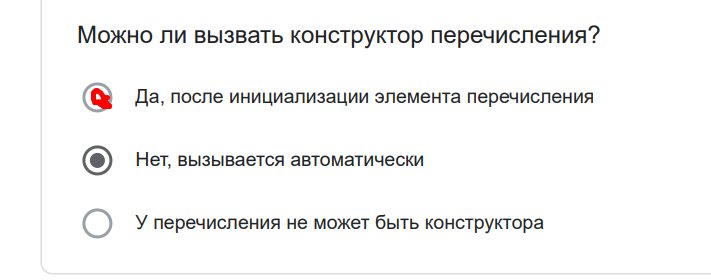 Можно ли вызвать конструктор перечисления?
Да, после инициализации элемента перечисления
Нет, вызывается автоматически
У перечисления не может быть конструктора